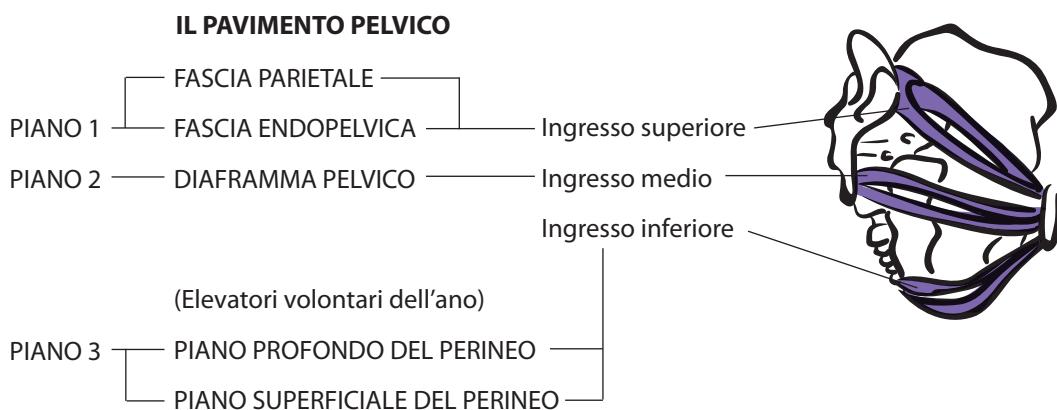 IL PAVIMENTO PELVICO
FASCIA PARIETALE
PIANO 1 FASCIA ENDOPELVICA Ingresso superiore
PIANO 2 DIAFRAMMA PELVICO Ingresso medio
Ingresso inferiore
(Elevatori volontari dell’ano)
PIANO 3 PIANO PROFONDO DEL PERINEO
PIANO SUPERFICIALE DEL PERINEO